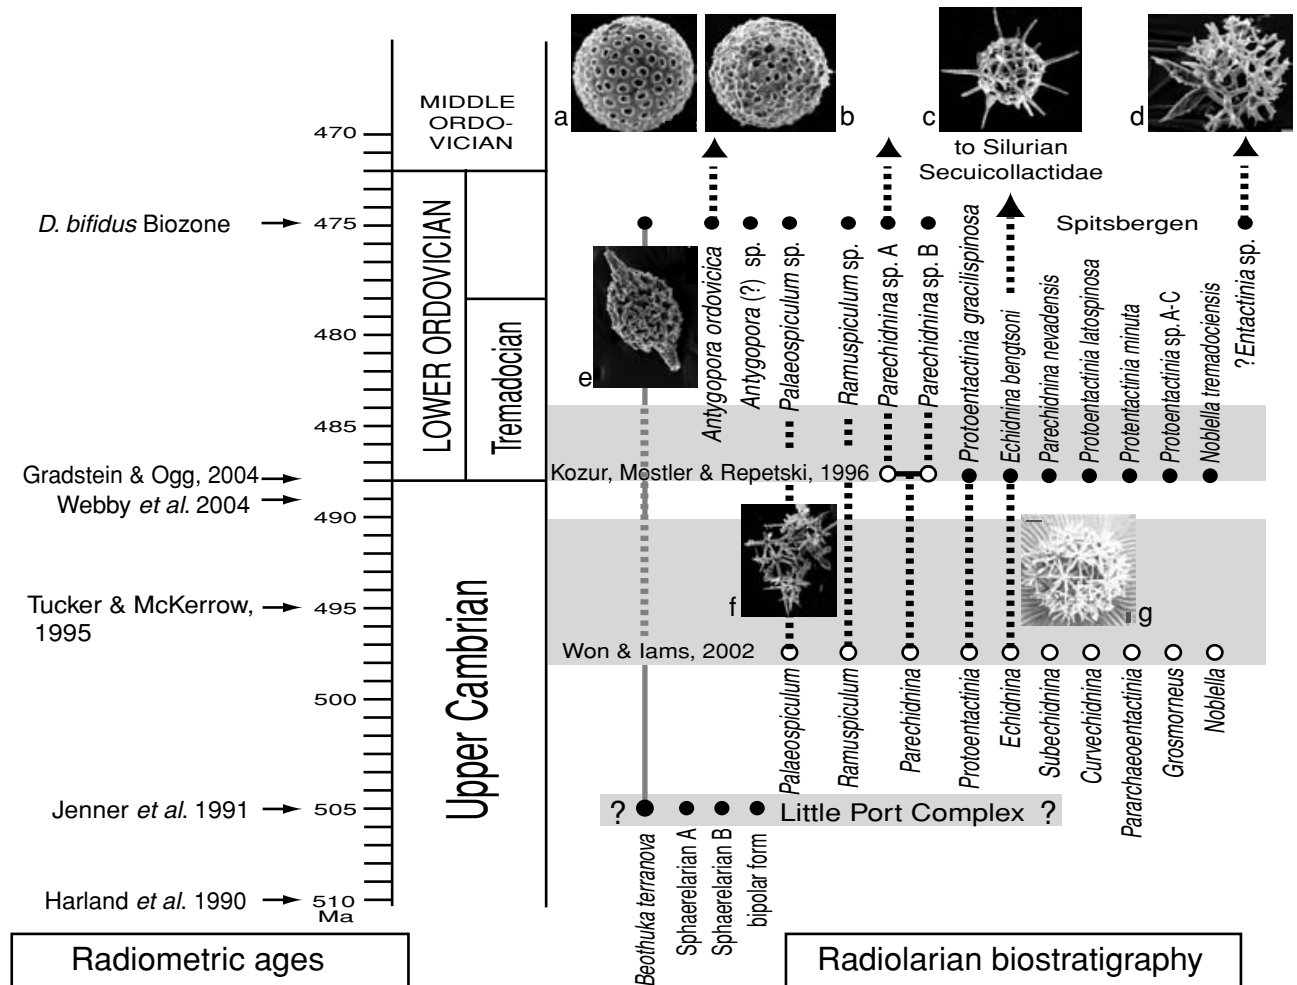 a
b
c
d
MIDDLE
ORDO-
VICIAN
to Silurian
Secuicollactidae
470
D. bifidus Biozone
475
Spitsbergen
LOWER ORDOVICIAN
Tremadocian
480
485
e
Antygopora ordovicica
Antygopora (?) sp.
Palaeospiculum sp.
Ramuspiculum sp.
Parechidnina sp. A
Parechidnina sp. B
Protoentactinia gracilispinosa
Echidnina bengtsoni
Parechidnina nevadensis
Protoentactinia latospinosa
Protentactinia minuta
Protoentactinia sp. A-C
Noblella tremadociensis
? Entactinia sp.
Gradstein & Ogg, 2004
Kozur, Mostler & Repetski, 1996
Webby et al. 2004
490
Upper Cambrian
f
g
Tucker & McKerrow,
1995
495
Won & Iams, 2002
500
Palaeospiculum
Ramuspiculum
Parechidnina
Protoentactinia
Echidnina
Subechidnina
Curvechidnina
Pararchaeoentactinia
Grosmorneus
Noblella
Jenner et al. 1991
505
? Little Port Complex ?
Beothuka terranova
Sphaerelarian A
Sphaerelarian B
bipolar form
Harland et al. 1990
510
Ma
Radiometric ages
Radiolarian biostratigraphy